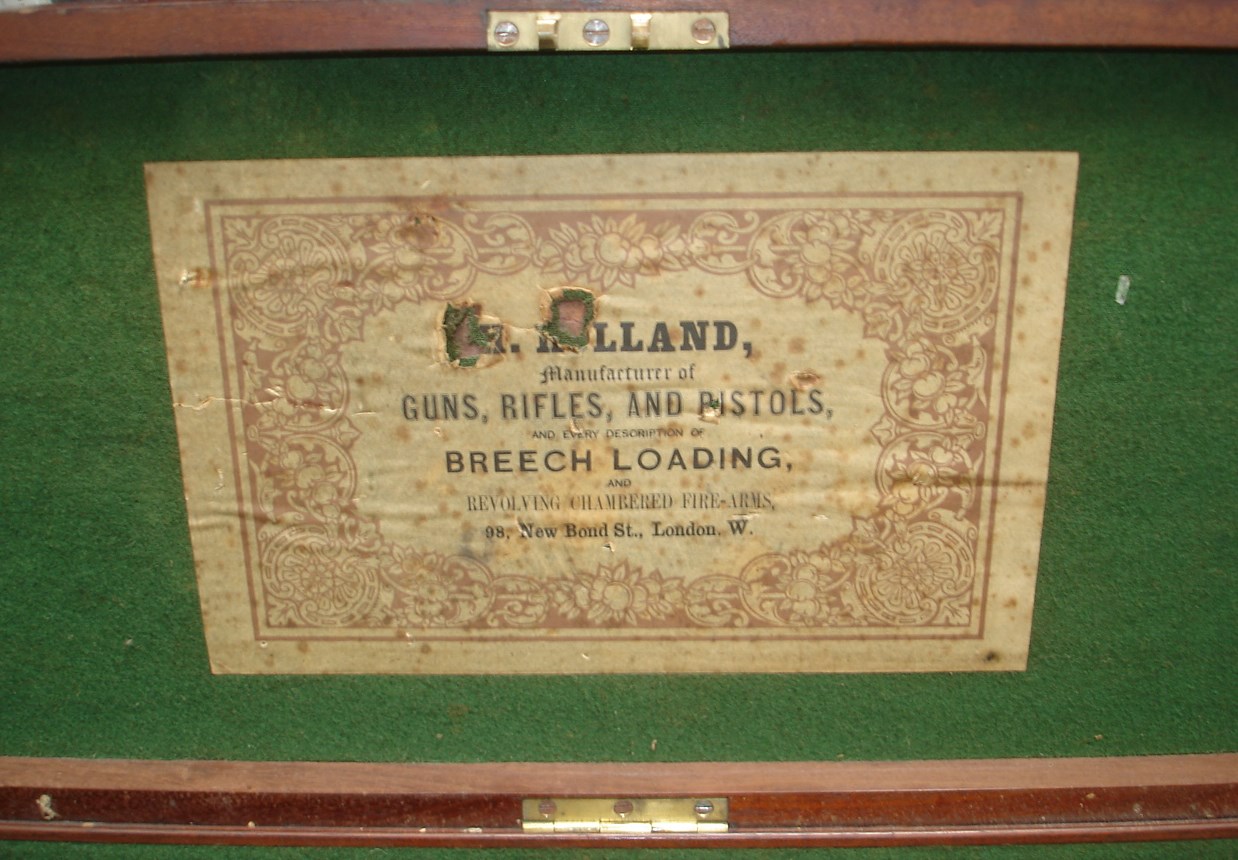 H. HOLLAND,
Manufacturer of
GUNS, RIFLES, AND PISTOLS,
AND EVERY DESCRIPTION OF
BREECH LOADING,
AND
REVOLVING CHAMBERED FIRE-ARMS,
98, New Bond St., London. W.